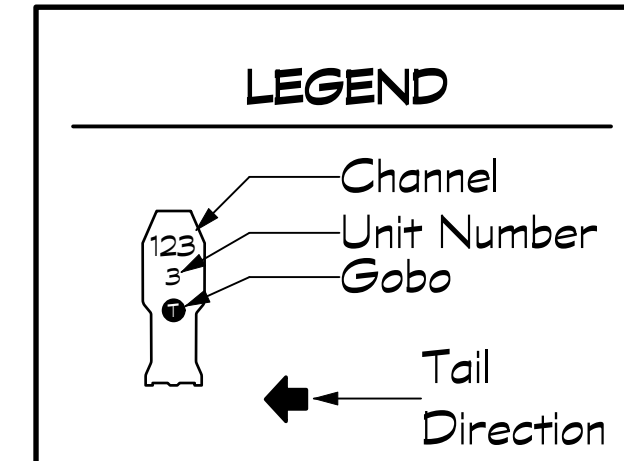 LEGEND
Channel
123
Unit Number
3
Gobo
T
Tail
Direction